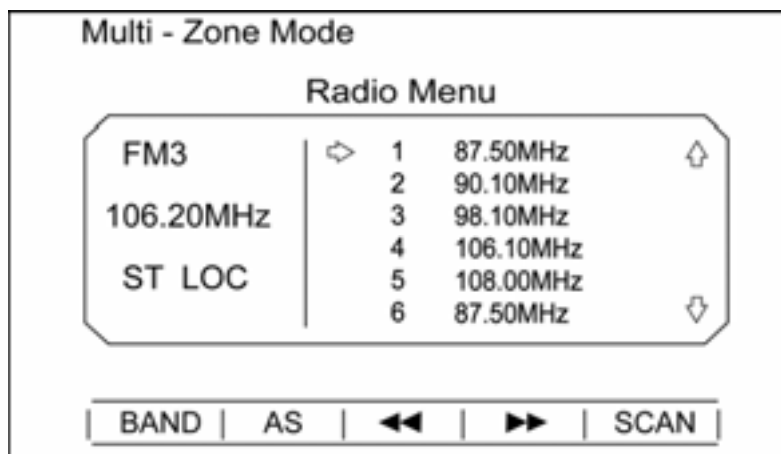 Multi - Zone Mode
Radio Menu
FM3
106.20MHz
ST LOC
1 87.50MHz
2 90.10MHz
3 98.10MHz
4 106.10MHz
5 108.00MHz
6 87.50MHz
BAND AS SCAN